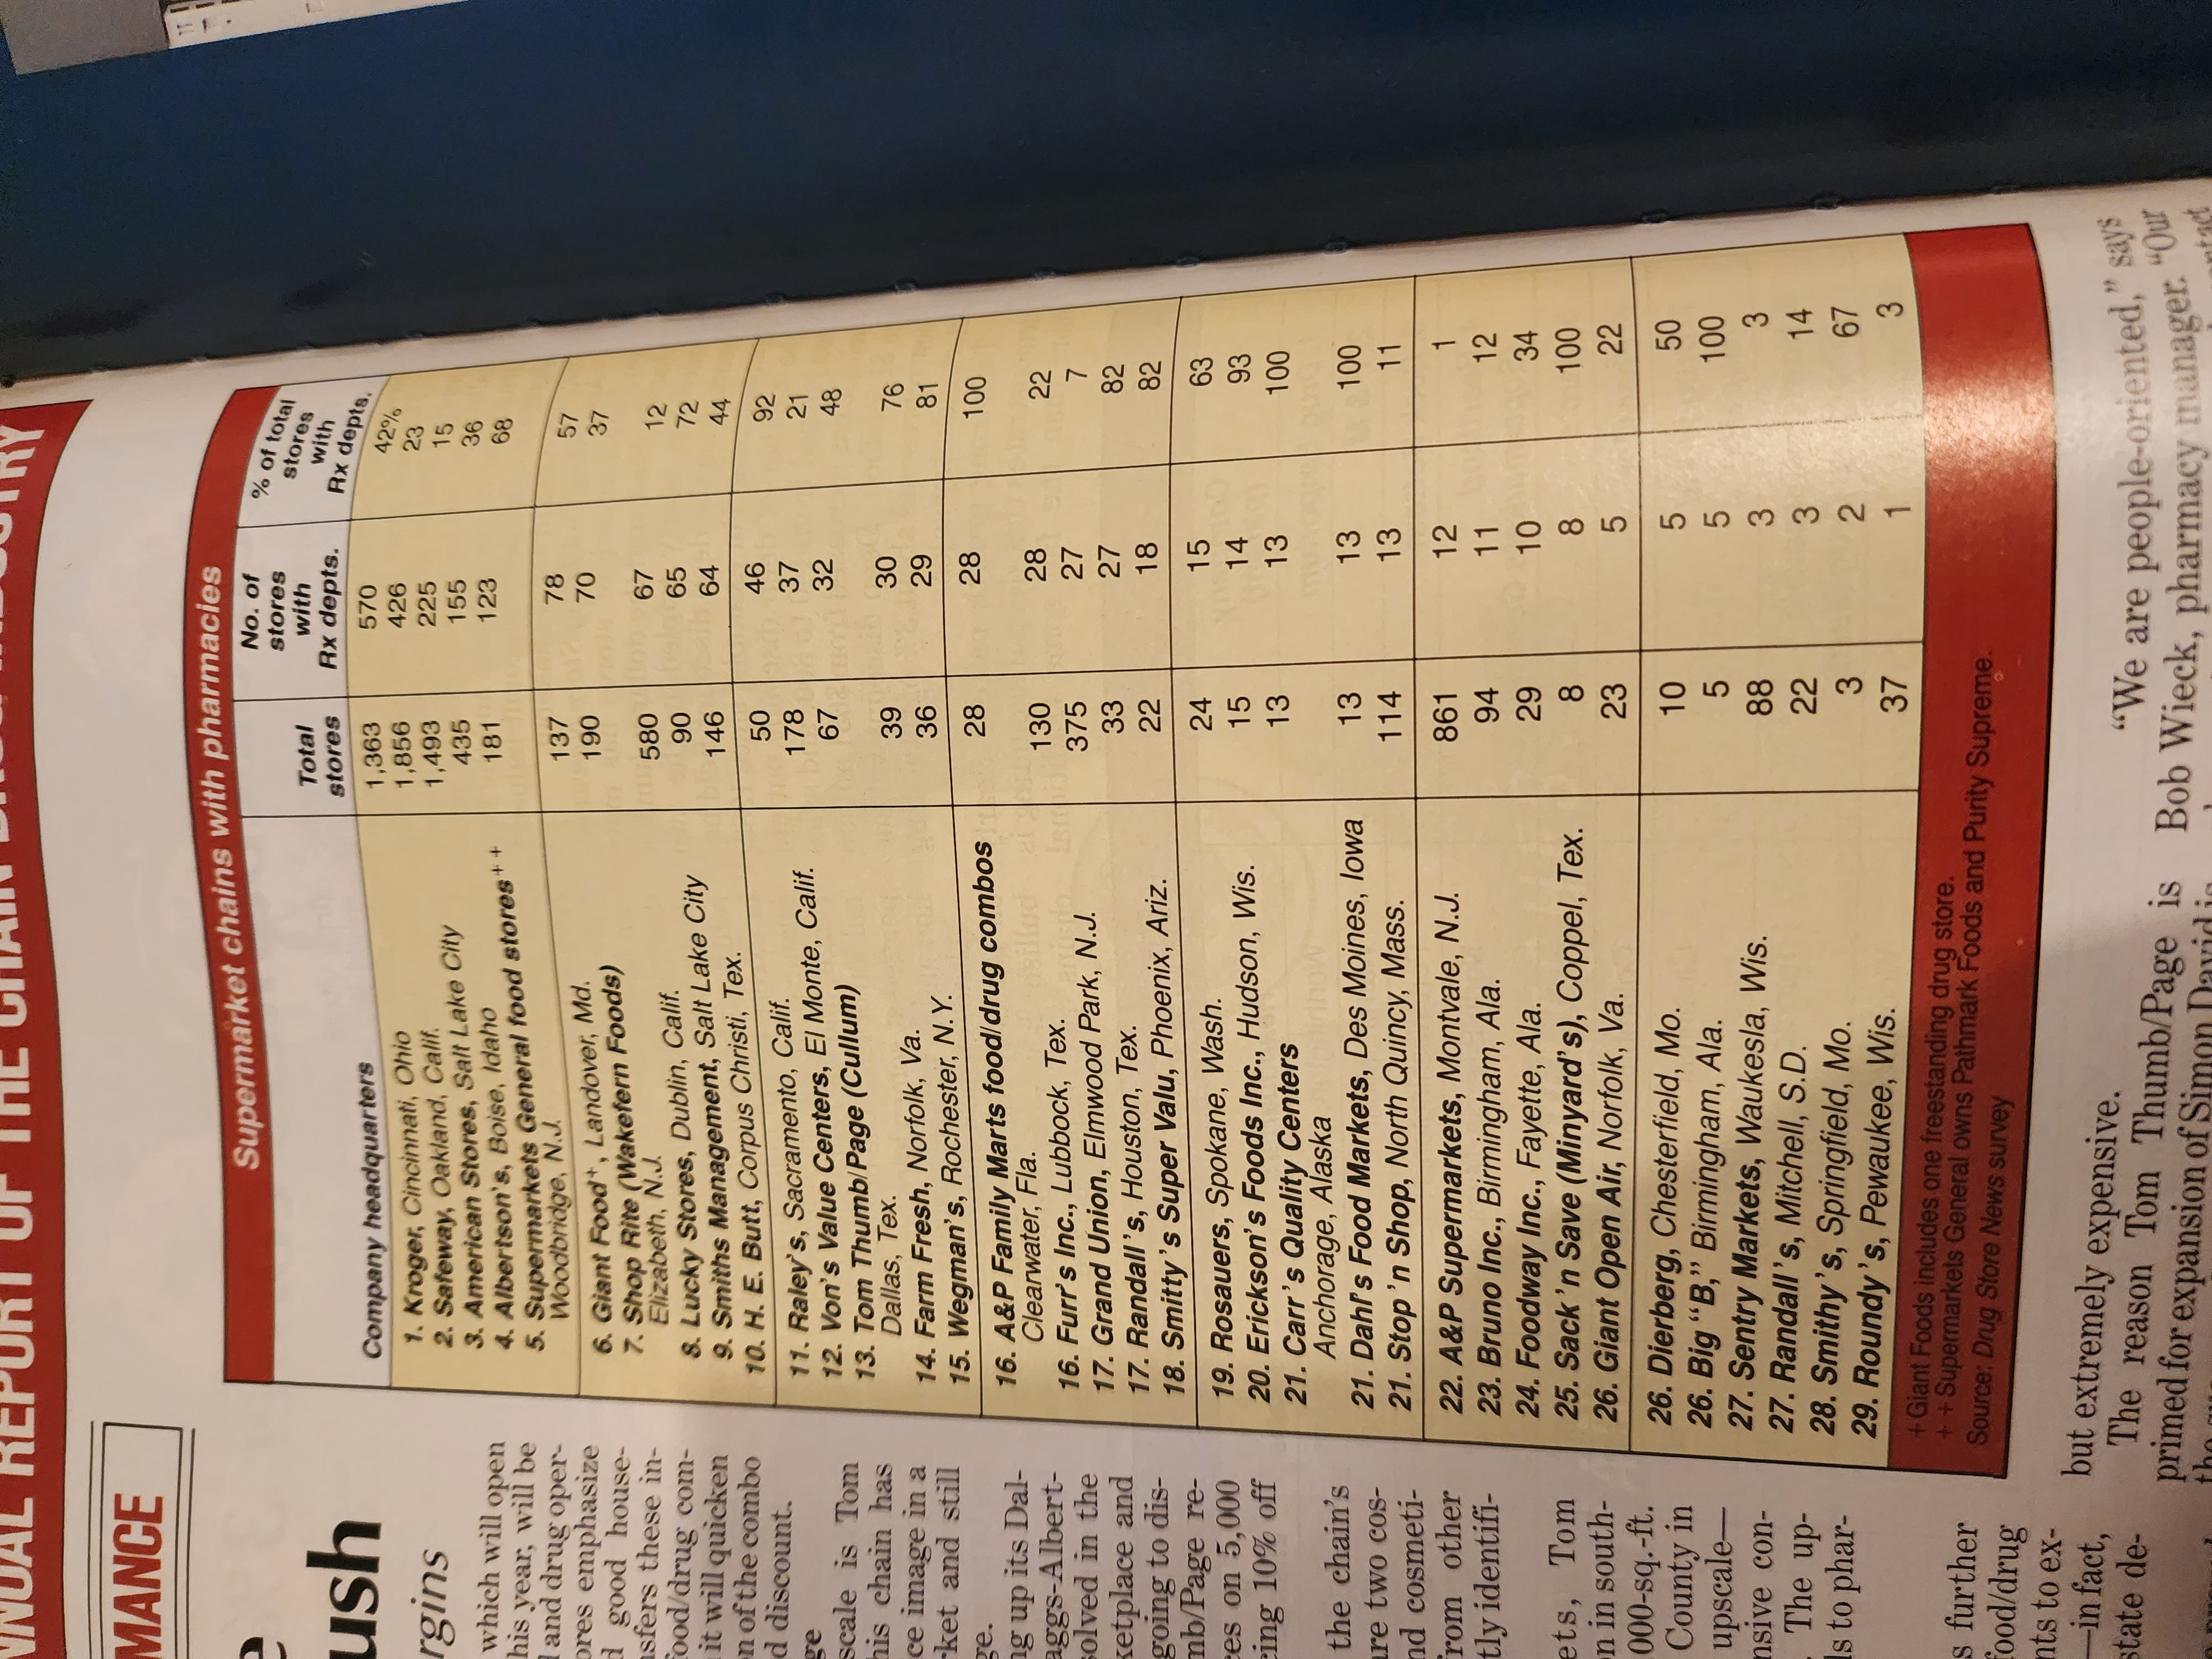 NNUAL REPORT OF THE CHAIN DRUG INDUSTRY
MANCE
ush
rgins
which will open
his year, will be
l and drug oper-
ores emphasize
d good house-
nsfers these in-
food/drug com-
it it will quicken
on of the combo
d discount.
ge
scale is Tom
his chain has
ce image in a
rket and still
ge.
ng up its Dal-
aggs-Albert-
solved in the
ketplace and
going to dis-
mb/Page re-
ces on 5,000
cing 10% off
the chain's
are two cos-
nd cosmeti-
from other
tly identifi-
ets, Tom
on in south-
000-sq.-ft.
County in
upscale—
nsive con-
. The up-
ls to phar-
s further
food/drug
nts to ex-
—in fact,
state de-
Supermarket chains with pharmacies
Company headquarters Total stores No. of stores with Rx depts. % of total stores with Rx depts.
1. Kroger, Cincinnati, Ohio 1,363 570 42%
2. Safeway, Oakland, Calif. 1,856 426 23
3. American Stores, Salt Lake City 1,493 225 15
4. Albertson's, Boise, Idaho 435 155 36
5. Supermarkets General food stores++ 181 123 68
Woodbridge, N.J.
6. Giant Food+, Landover, Md. 137 78 57
7. Shop Rite (Wakefern Foods) 190 70 37
Elizabeth, N.J.
8. Lucky Stores, Dublin, Calif. 580 67 12
9. Smiths Management, Salt Lake City 90 65 72
10. H. E. Butt, Corpus Christi, Tex. 146 64 44
11. Raley's, Sacramento, Calif. 50 46 92
12. Von's Value Centers, El Monte, Calif. 178 37 21
13. Tom Thumb/Page (Cullum) 67 32 48
Dallas, Tex.
14. Farm Fresh, Norfolk, Va. 39 30 76
15. Wegman's, Rochester, N.Y. 36 29 81
16. A&P Family Marts food/drug combos 28 28 100
Clearwater, Fla.
16. Furr's Inc., Lubbock, Tex. 130 28 22
17. Grand Union, Elmwood Park, N.J. 375 27 7
17. Randall's, Houston, Tex. 33 27 82
18. Smitty's Super Valu, Phoenix, Ariz. 22 18 82
19. Rosauers, Spokane, Wash. 24 15 63
20. Erickson's Foods Inc., Hudson, Wis. 15 14 93
21. Carr's Quality Centers 13 13 100
Anchorage, Alaska
21. Dahl's Food Markets, Des Moines, Iowa 13 13 100
21. Stop 'n Shop, North Quincy, Mass. 114 13 11
22. A&P Supermarkets, Montvale, N.J. 861 12 1
23. Bruno Inc., Birmingham, Ala. 94 11 12
24. Foodway Inc., Fayette, Ala. 29 10 34
25. Sack 'n Save (Minyard's), Coppel, Tex. 8 8 100
26. Giant Open Air, Norfolk, Va. 23 5 22
26. Dierberg, Chesterfield, Mo. 10 5 50
26. Big "B," Birmingham, Ala. 5 5 100
27. Sentry Markets, Waukesla, Wis. 88 3 3
27. Randall's, Mitchell, S.D. 22 3 14
28. Smithy's, Springfield, Mo. 3 2 67
29. Roundy's, Pewaukee, Wis. 37 1 3
+Giant Foods includes one freestanding drug store.
++Supermarkets General owns Pathmark Foods and Purity Supreme.
Source: Drug Store News survey
but extremely expensive.
The reason Tom Thumb/Page is
primed for expansion of Simon David is
"We are people-oriented," says
Bob Wieck, pharmacy manager. "Our